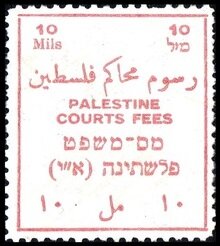 10 10
Mils מיל
رسوم محاكم فلسطين
PALESTINE
COURTS FEES
מס-משפט
פלשתינה (א״י)
١٠ مل ١٠